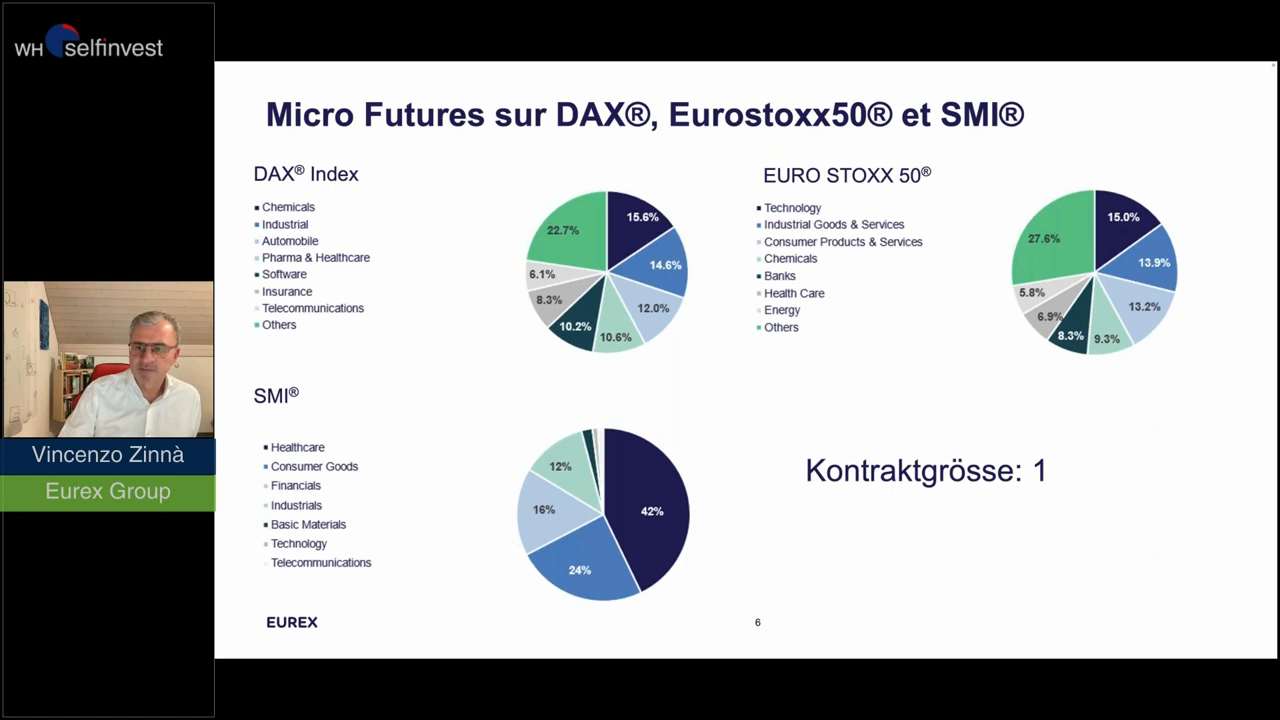 WH selfinvest
Micro Futures sur DAX®, Eurostoxx50® et SMI®
DAX® Index
Chemicals
Industrial
Automobile
Pharma & Healthcare
Software
Insurance
Telecommunications
Others
15.6%
14.6%
12.0%
10.6%
10.2%
8.3%
6.1%
22.7%
EURO STOXX 50®
Technology
Industrial Goods & Services
Consumer Products & Services
Chemicals
Banks
Health Care
Energy
Others
15.0%
13.9%
13.2%
9.3%
8.3%
6.9%
5.8%
27.6%
SMI®
Healthcare
Consumer Goods
Financials
Industrials
Basic Materials
Technology
Telecommunications
42%
24%
16%
12%
Kontraktgrösse: 1
Vincenzo Zinnà
Eurex Group
EUREX
6